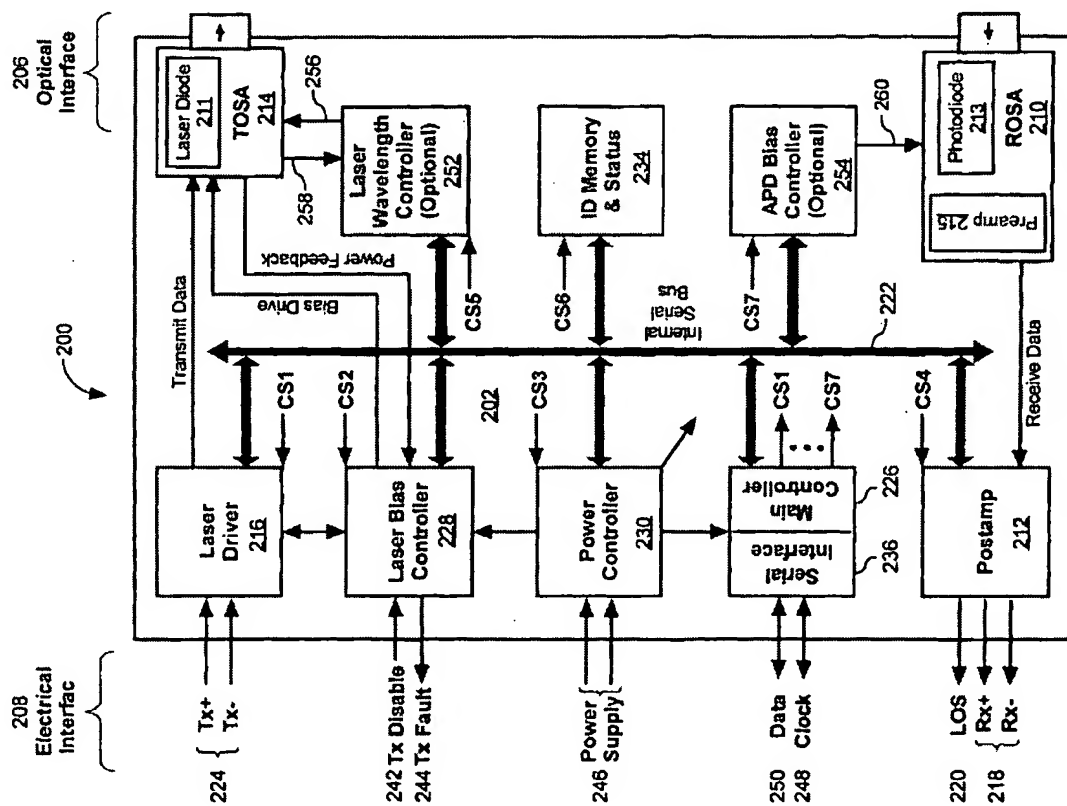 206
Optical
Interface
208
Electrical
Interfac
200
202
224
Tx+
Tx-
242 Tx Disable
244 Tx Fault
246
Power
Supply
250
Data
248
Clock
220
LOS
218
Rx+
Rx-
Laser
Driver
216
Laser Bias
Controller
228
Power
Controller
230
Serial
Interface
236
Main
Controller
226
Postamp
212
CS1
CS2
CS3
CS1
CS7
CS4
Transmit Data
Bias Drive
Power Feedback
Internal
Serial
Bus
222
Receive Data
Laser Diode
211
TOSA
214
256
258
Laser
Wavelength
Controller
(Optional)
252
CS5
ID Memory
& Status
234
CS6
APD Bias
Controller
(Optional)
254
CS7
260
Photodiode
213
Preamp 215
ROSA
210